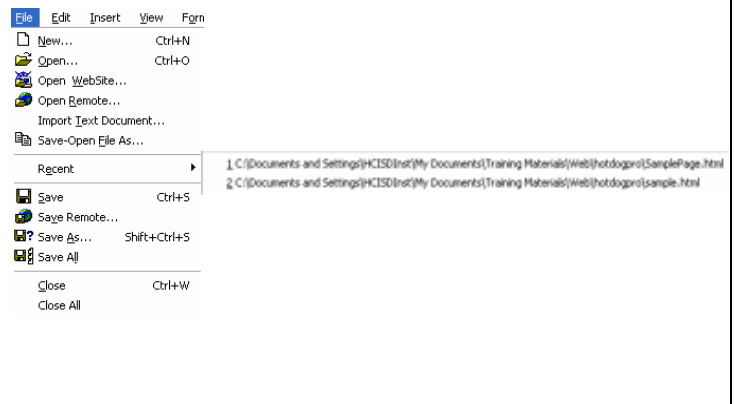 File Edit Insert View Forn
New... Ctrl+N
Open... Ctrl+O
Open WebSite...
Open Remote...
Import Text Document...
Save-Open File As...
Recent
1 C:\Documents and Settings\HCISDInst\My Documents\Training Materials\Web\hotdogpro\SamplePage.html
2 C:\Documents and Settings\HCISDInst\My Documents\Training Materials\Web\hotdogpro\sample.html
Save Ctrl+S
Save Remote...
Save As... Shift+Ctrl+S
Save All
Close Ctrl+W
Close All